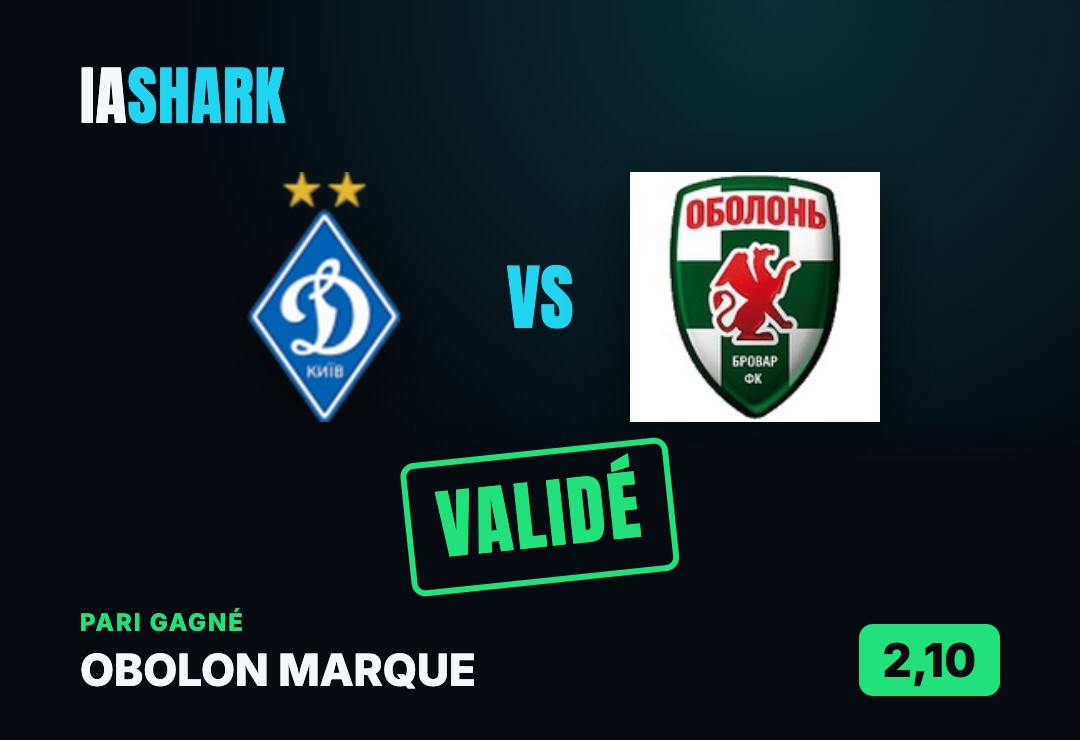 IASHARK
КИЇВ
VS
ОБОЛОНЬ
БРОВАР
ФК
VALIDÉ
PARI GAGNÉ
OBOLON MARQUE
2,10